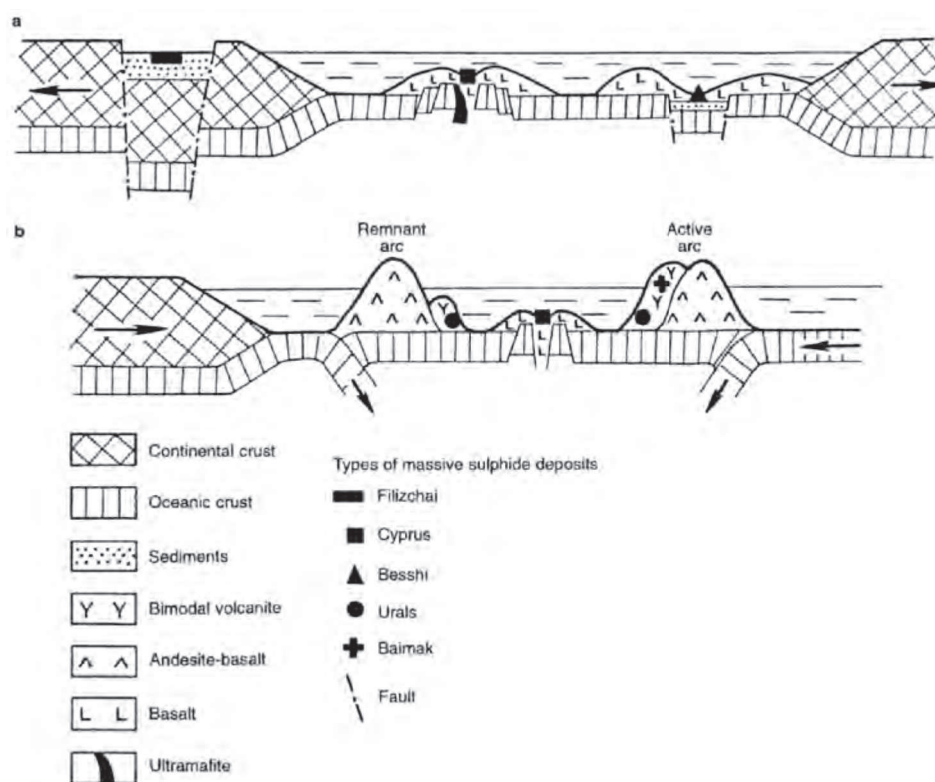 a
b
Remnant
arc
Active
arc
Continental crust
Oceanic crust
Sediments
Bimodal volcanite
Andesite-basalt
Basalt
Ultramafite
Types of massive sulphide deposits
Filizchai
Cyprus
Besshi
Urals
Baimak
Fault